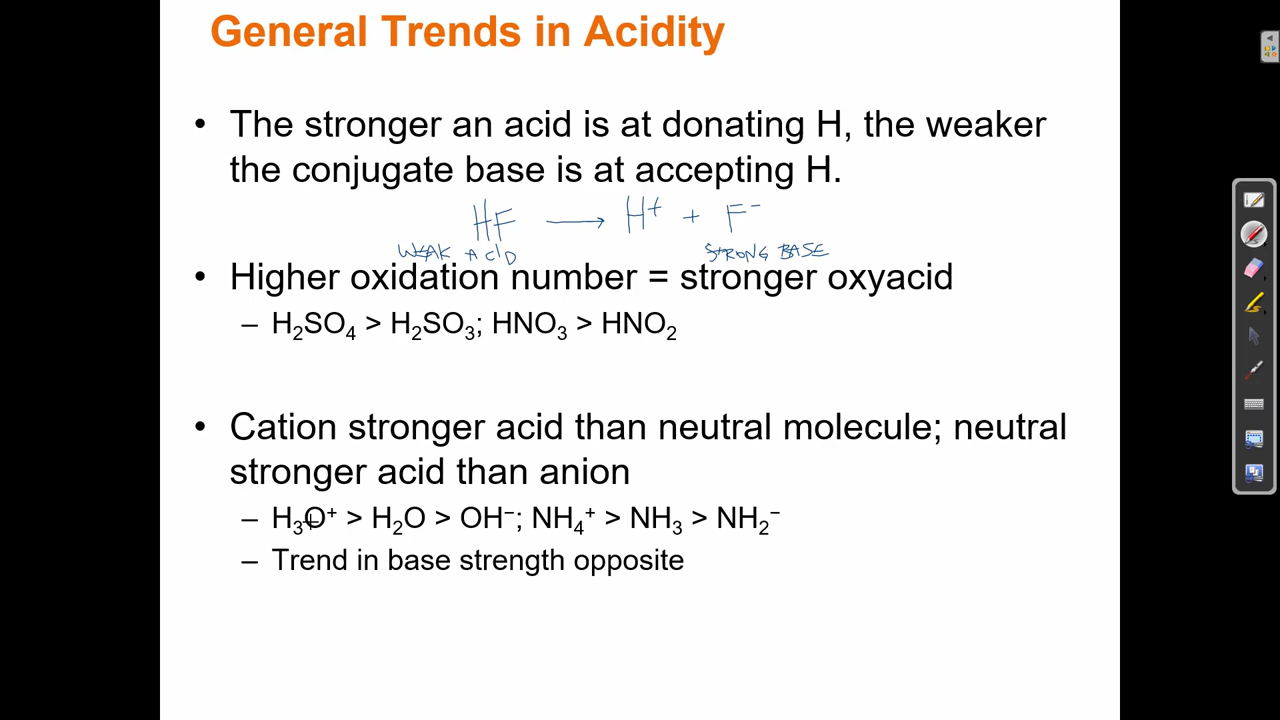 General Trends in Acidity
• The stronger an acid is at donating H, the weaker
the conjugate base is at accepting H.
HF ⟶ H⁺ + F⁻
WEAK ACID STRONG BASE
• Higher oxidation number = stronger oxyacid
– H₂SO₄ > H₂SO₃; HNO₃ > HNO₂
• Cation stronger acid than neutral molecule; neutral
stronger acid than anion
– H₃O⁺ > H₂O > OH⁻; NH₄⁺ > NH₃ > NH₂⁻
– Trend in base strength opposite